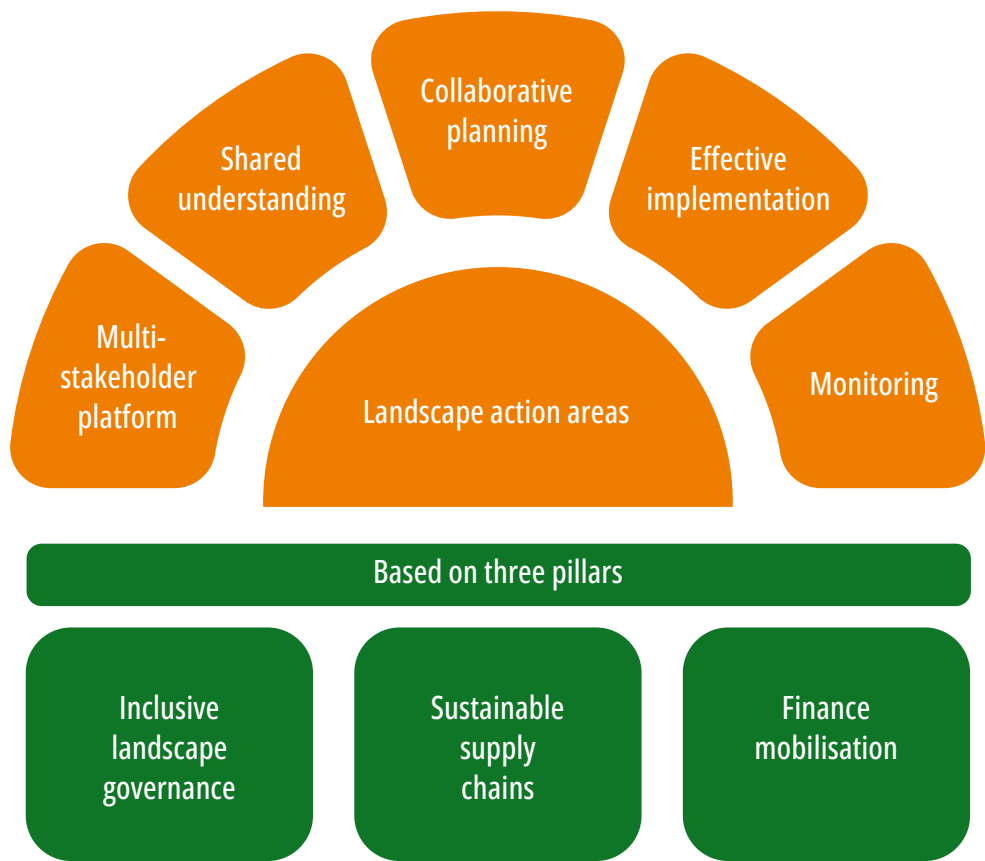 Collaborative
planning
Shared
understanding
Effective
implementation
Multi-
stakeholder
platform
Monitoring
Landscape action areas
Based on three pillars
Inclusive
landscape
governance
Sustainable
supply
chains
Finance
mobilisation